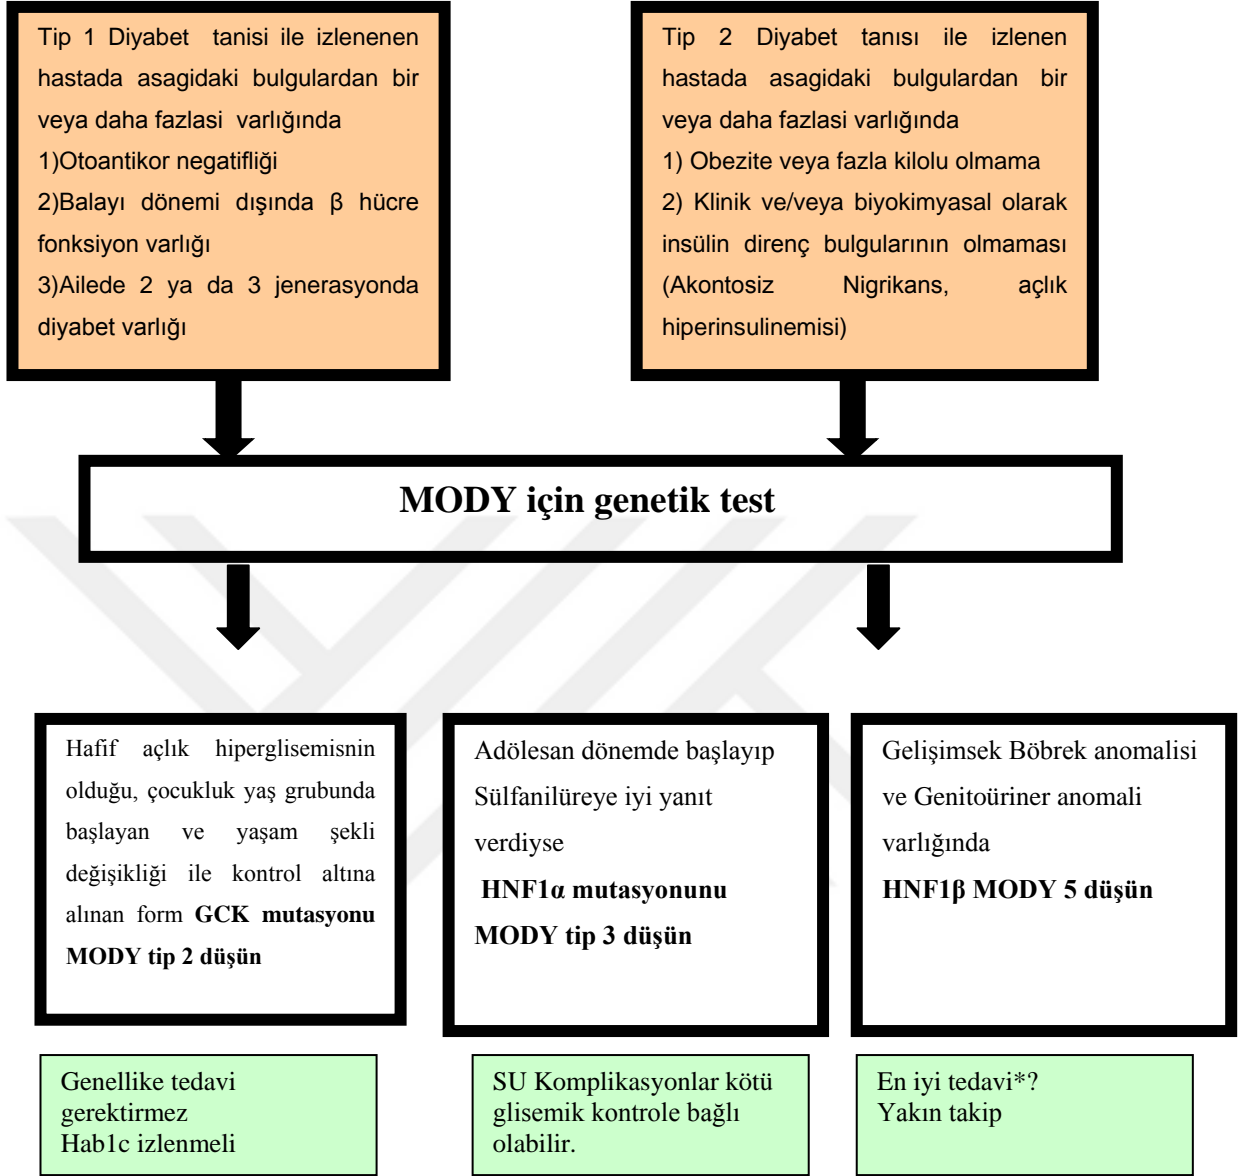 Tip 1 Diyabet tanisi ile izlenenen
hastada asagidaki bulgulardan bir
veya daha fazlasi varlığında
1)Otoantikor negatifliği
2)Balayı dönemi dışında β hücre
fonksiyon varlığı
3)Ailede 2 ya da 3 jenerasyonda
diyabet varlığı
Tip 2 Diyabet tanısı ile izlenen
hastada asagidaki bulgulardan bir
veya daha fazlasi varlığında
1) Obezite veya fazla kilolu olmama
2) Klinik ve/veya biyokimyasal olarak
insülin direnç bulgularının olmaması
(Akontosiz Nigrikans, açlık
hiperinsulinemisi)
MODY için genetik test
Hafif açlık hiperglisemisnin
olduğu, çocukluk yaş grubunda
başlayan ve yaşam şekli
değişikliği ile kontrol altına
alınan form GCK mutasyonu
MODY tip 2 düşün
Adölesan dönemde başlayıp
Sülfanilüreye iyi yanıt
verdiyse
HNF1α mutasyonunu
MODY tip 3 düşün
Gelişimsek Böbrek anomalisi
ve Genitoüriner anomali
varlığında
HNF1β MODY 5 düşün
Genellike tedavi
gerektirmez
Hab1c izlenmeli
SU Komplikasyonlar kötü
glisemik kontrole bağlı
olabilir.
En iyi tedavi*?
Yakın takip